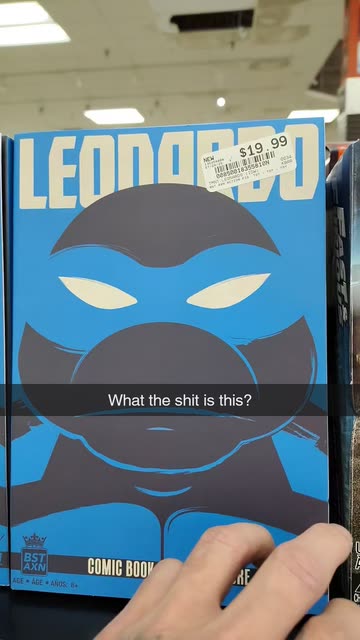 LEONARDO
NEW
$19.99
What the shit is this?
BST
AXN
COMIC BOOK
AGE • AGE • AÑOS: 8+